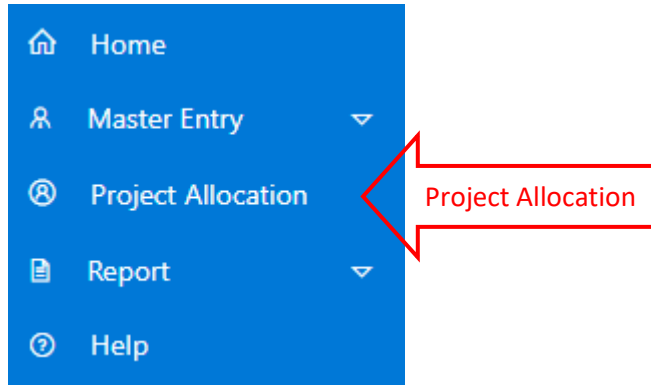 Home
Master Entry
Project Allocation
Project Allocation
Report
Help